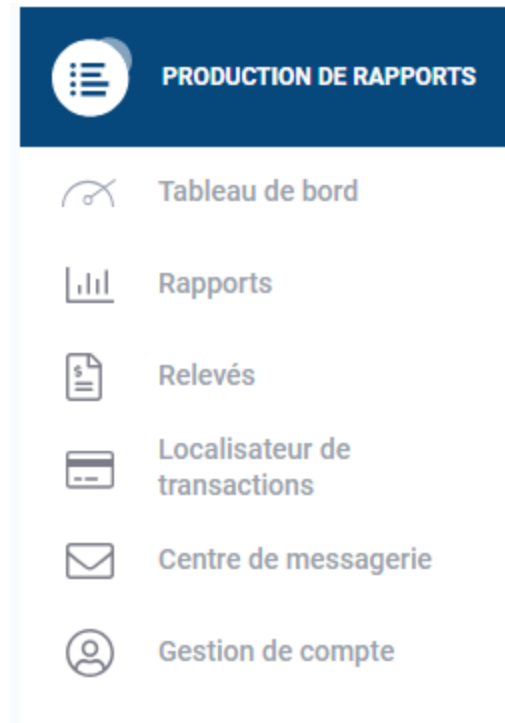 PRODUCTION DE RAPPORTS
Tableau de bord
Rapports
$
Relevés
Localisateur de
transactions
Centre de messagerie
Gestion de compte